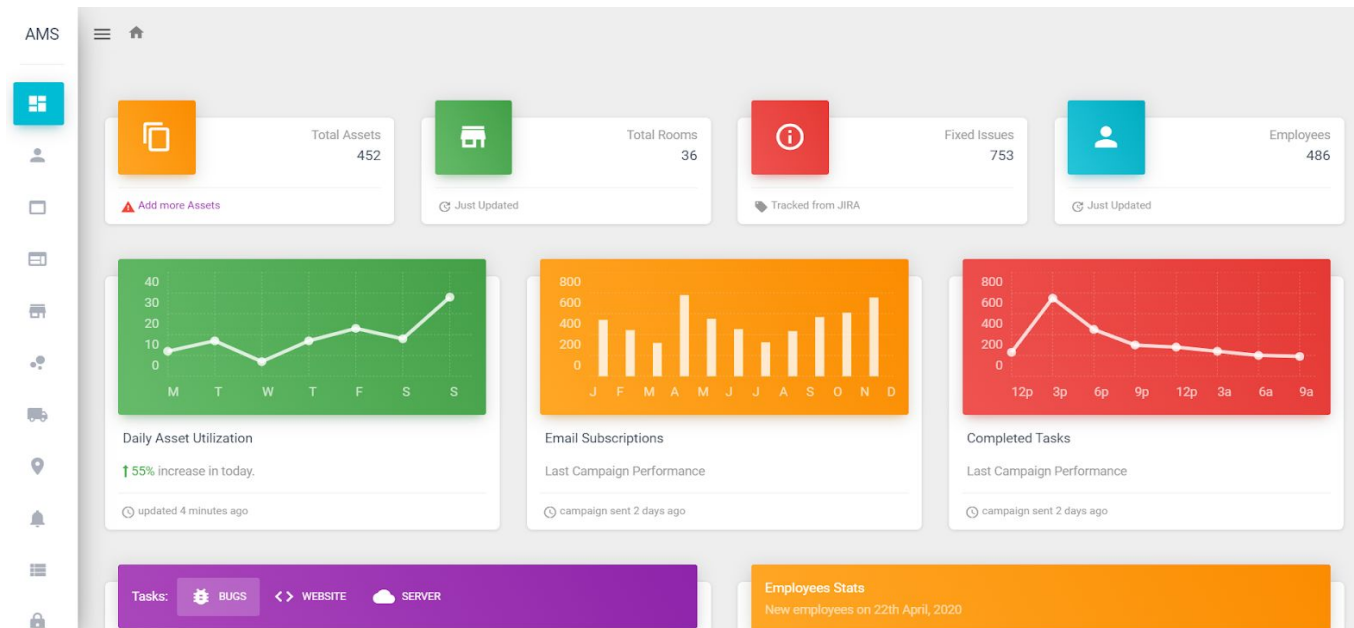 AMS
Total Assets
452
Add more Assets
Total Rooms
36
Just Updated
Fixed Issues
753
Tracked from JIRA
Employees
486
Just Updated
40
30
20
10
0
M T W T F S S
Daily Asset Utilization
55% increase in today.
updated 4 minutes ago
800
600
400
200
0
J F M A M J J A S O N D
Email Subscriptions
Last Campaign Performance
campaign sent 2 days ago
800
600
400
200
0
12p 3p 6p 9p 12p 3a 6a 9a
Completed Tasks
Last Campaign Performance
campaign sent 2 days ago
Tasks: BUGS WEBSITE SERVER
Employees Stats
New employees on 22th April, 2020